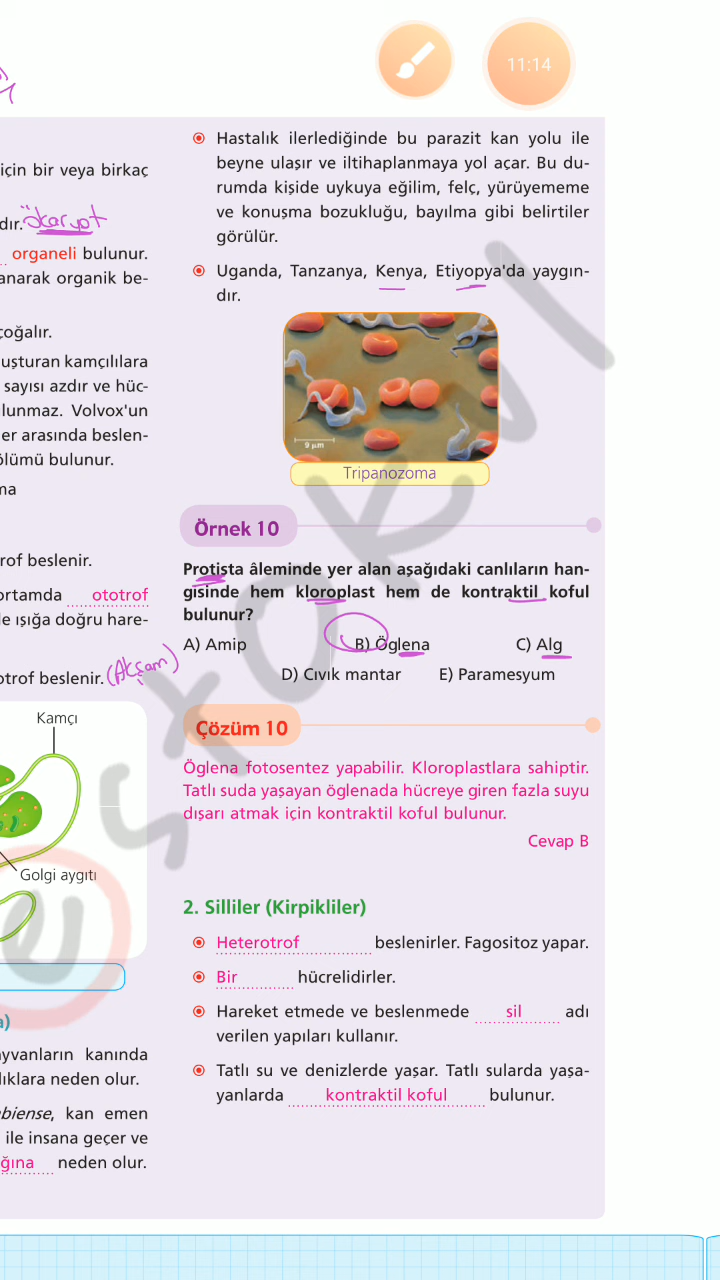 11:14
için bir veya birkaç
dır. ökaryot
organeli bulunur.
anarak organik be-
çoğalır.
uşturan kamçılılara
sayısı azdır ve hüc-
lunmaz. Volvox'un
er arasında beslen-
ölümü bulunur.
ma
rof beslenir.
ortamda ototrof
le ışığa doğru hare-
otrof beslenir. (Akşam)
Kamçı
Golgi aygıtı
a)
ayvanların kanında
lıklara neden olur.
biense, kan emen
ile insana geçer ve
ğına neden olur.
Hastalık ilerlediğinde bu parazit kan yolu ile
beyne ulaşır ve iltihaplanmaya yol açar. Bu du-
rumda kişide uykuya eğilim, felç, yürüyememe
ve konuşma bozukluğu, bayılma gibi belirtiler
görülür.
Uganda, Tanzanya, Kenya, Etiyopya'da yaygın-
dır.
9 µm
Tripanozoma
Örnek 10
Protista âleminde yer alan aşağıdaki canlıların han-
gisinde hem kloroplast hem de kontraktil koful
bulunur?
A) Amip B) Öglena C) Alg
D) Cıvık mantar E) Paramesyum
Çözüm 10
Öglena fotosentez yapabilir. Kloroplastlara sahiptir.
Tatlı suda yaşayan öglenada hücreye giren fazla suyu
dışarı atmak için kontraktil koful bulunur.
Cevap B
2. Silliler (Kirpikliler)
Heterotrof beslenirler. Fagositoz yapar.
Bir hücrelidirler.
Hareket etmede ve beslenmede sil adı
verilen yapıları kullanır.
Tatlı su ve denizlerde yaşar. Tatlı sularda yaşa-
yanlarda kontraktil koful bulunur.